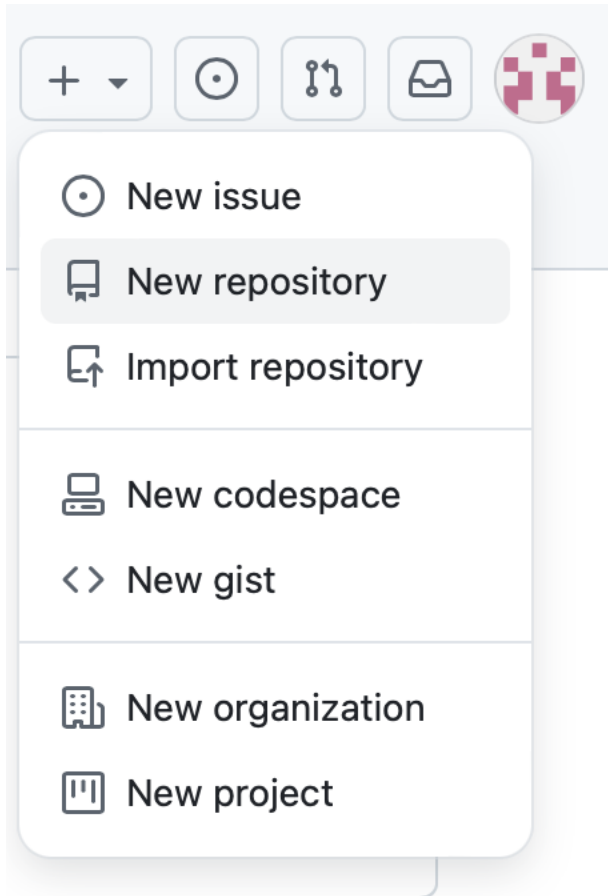 New issue
New repository
Import repository
New codespace
New gist
New organization
New project